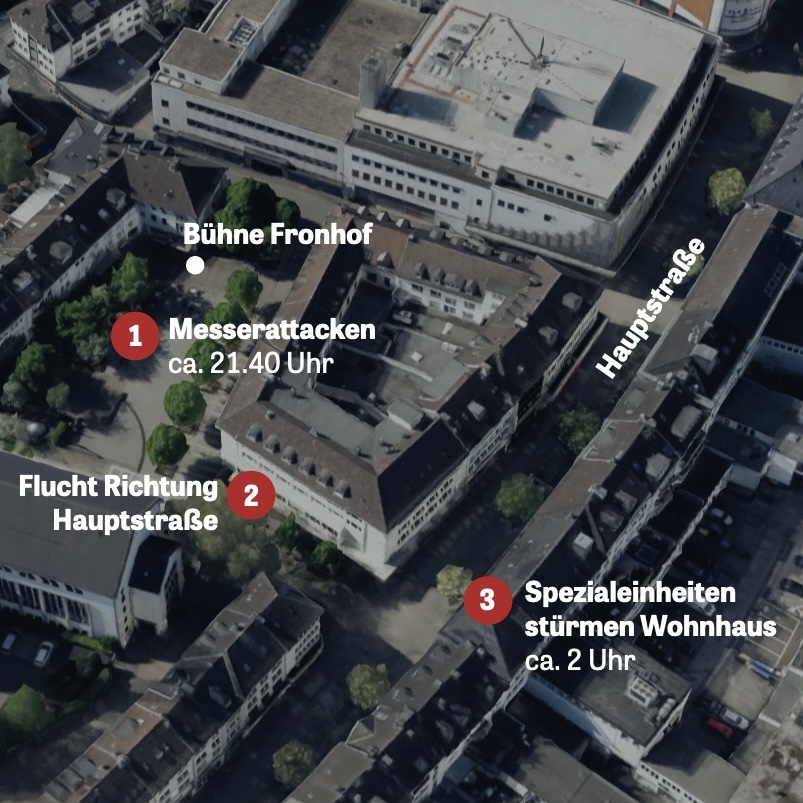 Bühne Fronhof
Hauptstraße
1
Messerattacken
ca. 21.40 Uhr
Flucht Richtung
Hauptstraße
2
3
Spezialeinheiten
stürmen Wohnhaus
ca. 2 Uhr